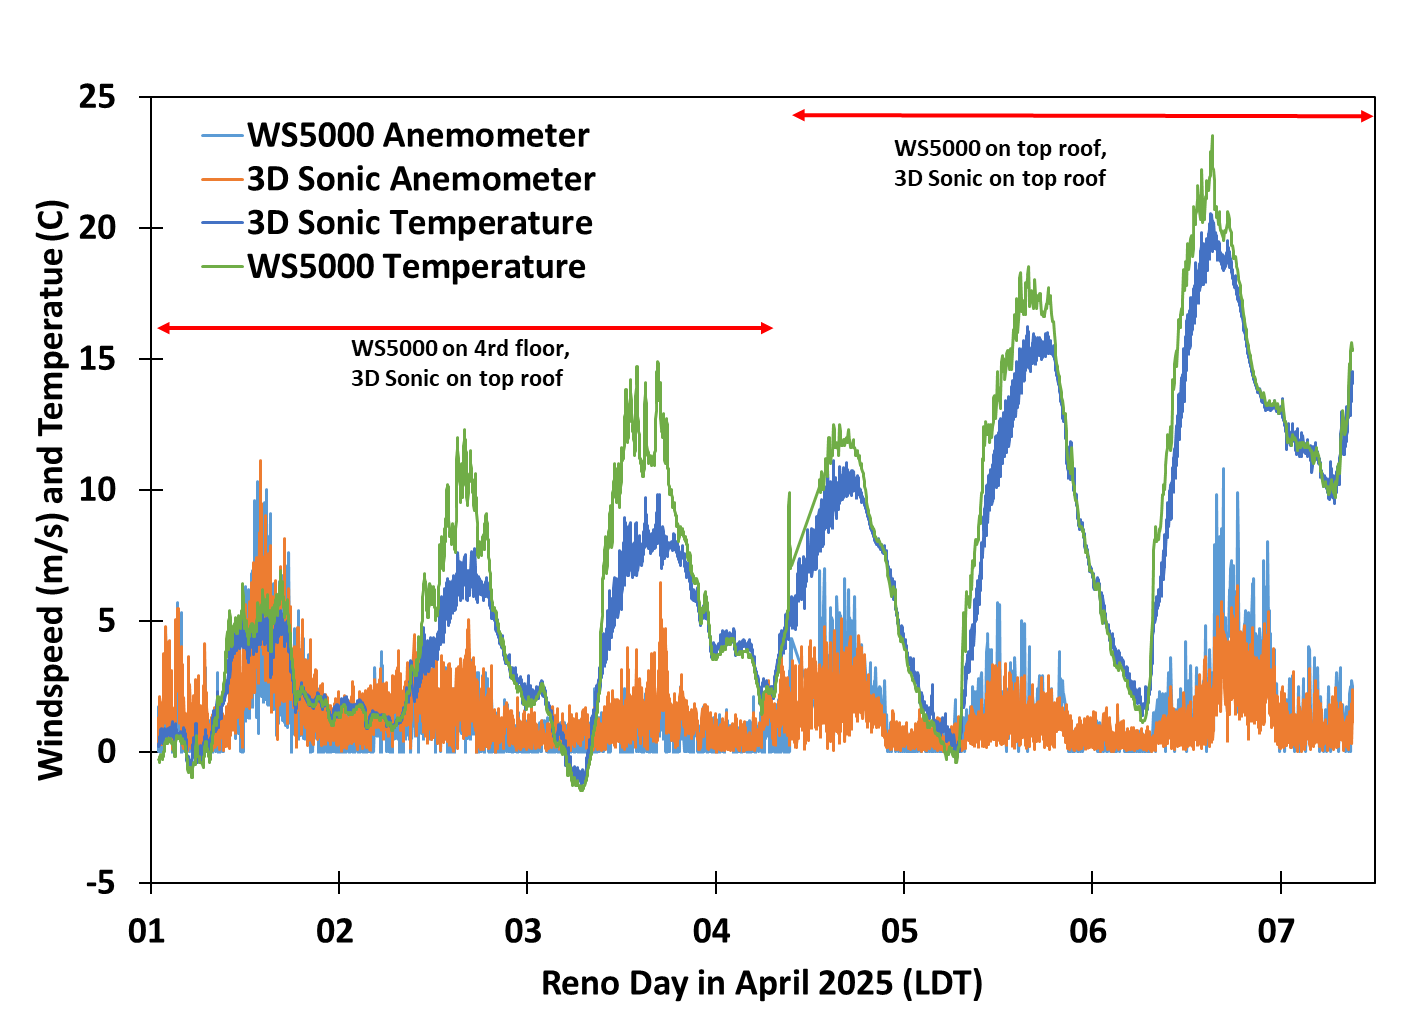 25
20
15
10
5
0
-5
Windspeed (m/s) and Temperatue (C)
WS5000 Anemometer
3D Sonic Anemometer
3D Sonic Temperature
WS5000 Temperature
WS5000 on top roof,
3D Sonic on top roof
WS5000 on 4rd floor,
3D Sonic on top roof
01 02 03 04 05 06 07
Reno Day in April 2025 (LDT)